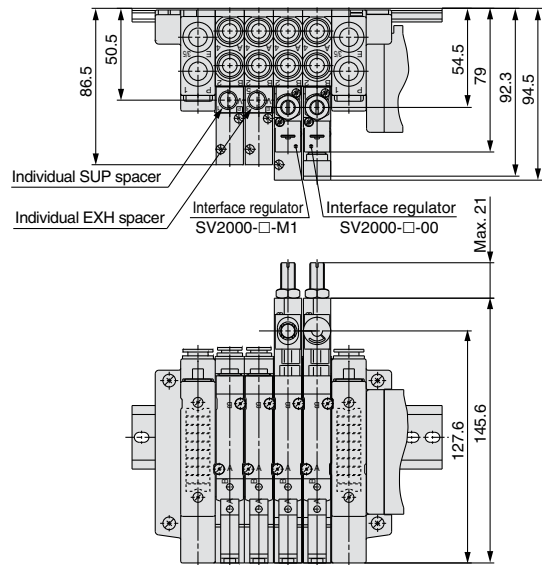 86.5
50.5
54.5
79
92.3
94.5
Individual SUP spacer
Individual EXH spacer
Interface regulator
SV2000-□-M1
Interface regulator
SV2000-□-00
Max. 21
127.6
145.6